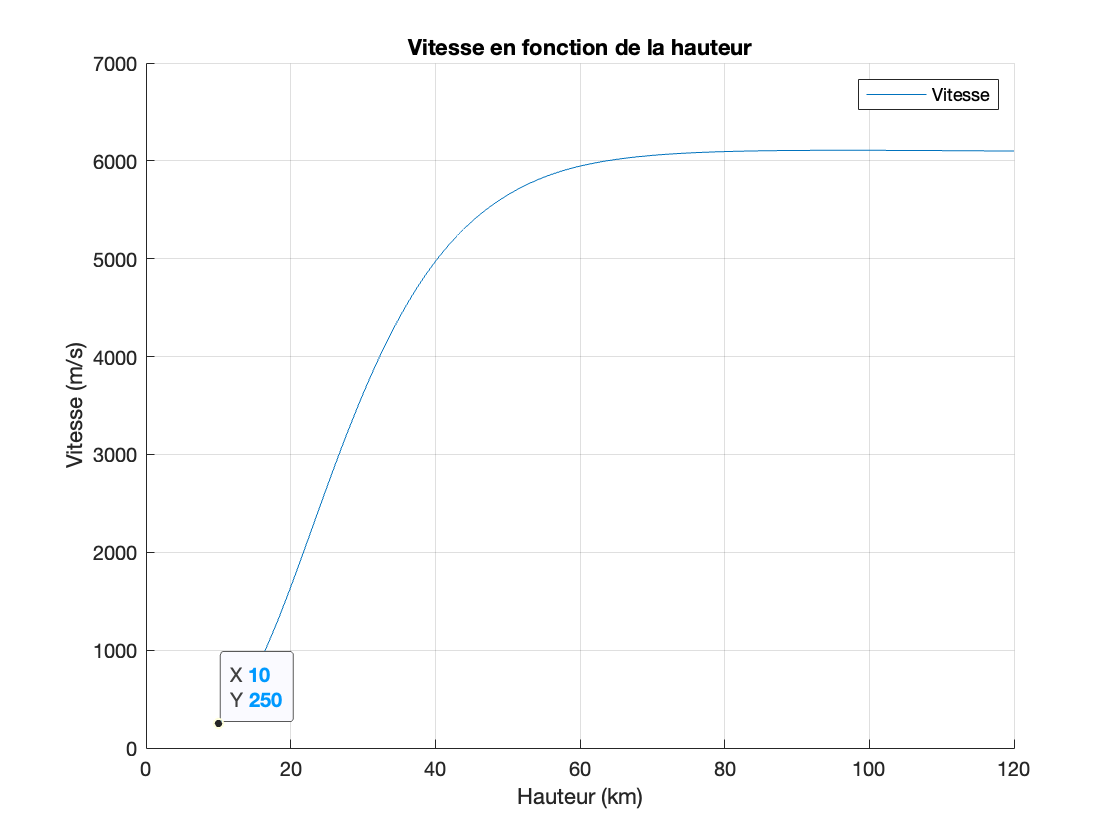 Vitesse en fonction de la hauteur
7000
Vitesse
6000
5000
4000
3000
2000
1000
0
Vitesse (m/s)
X 10
Y 250
0 20 40 60 80 100 120
Hauteur (km)